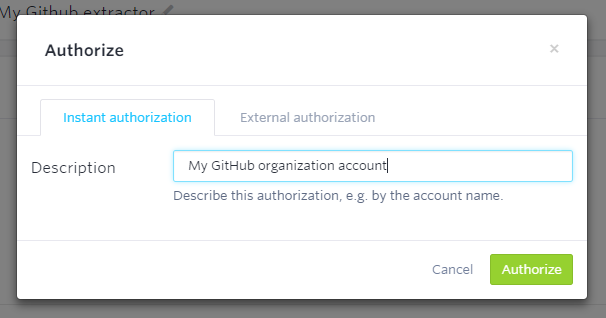 My Github extractor
Authorize
×
Instant authorization
External authorization
Description
My GitHub organization account
Describe this authorization, e.g. by the account name.
Cancel
Authorize